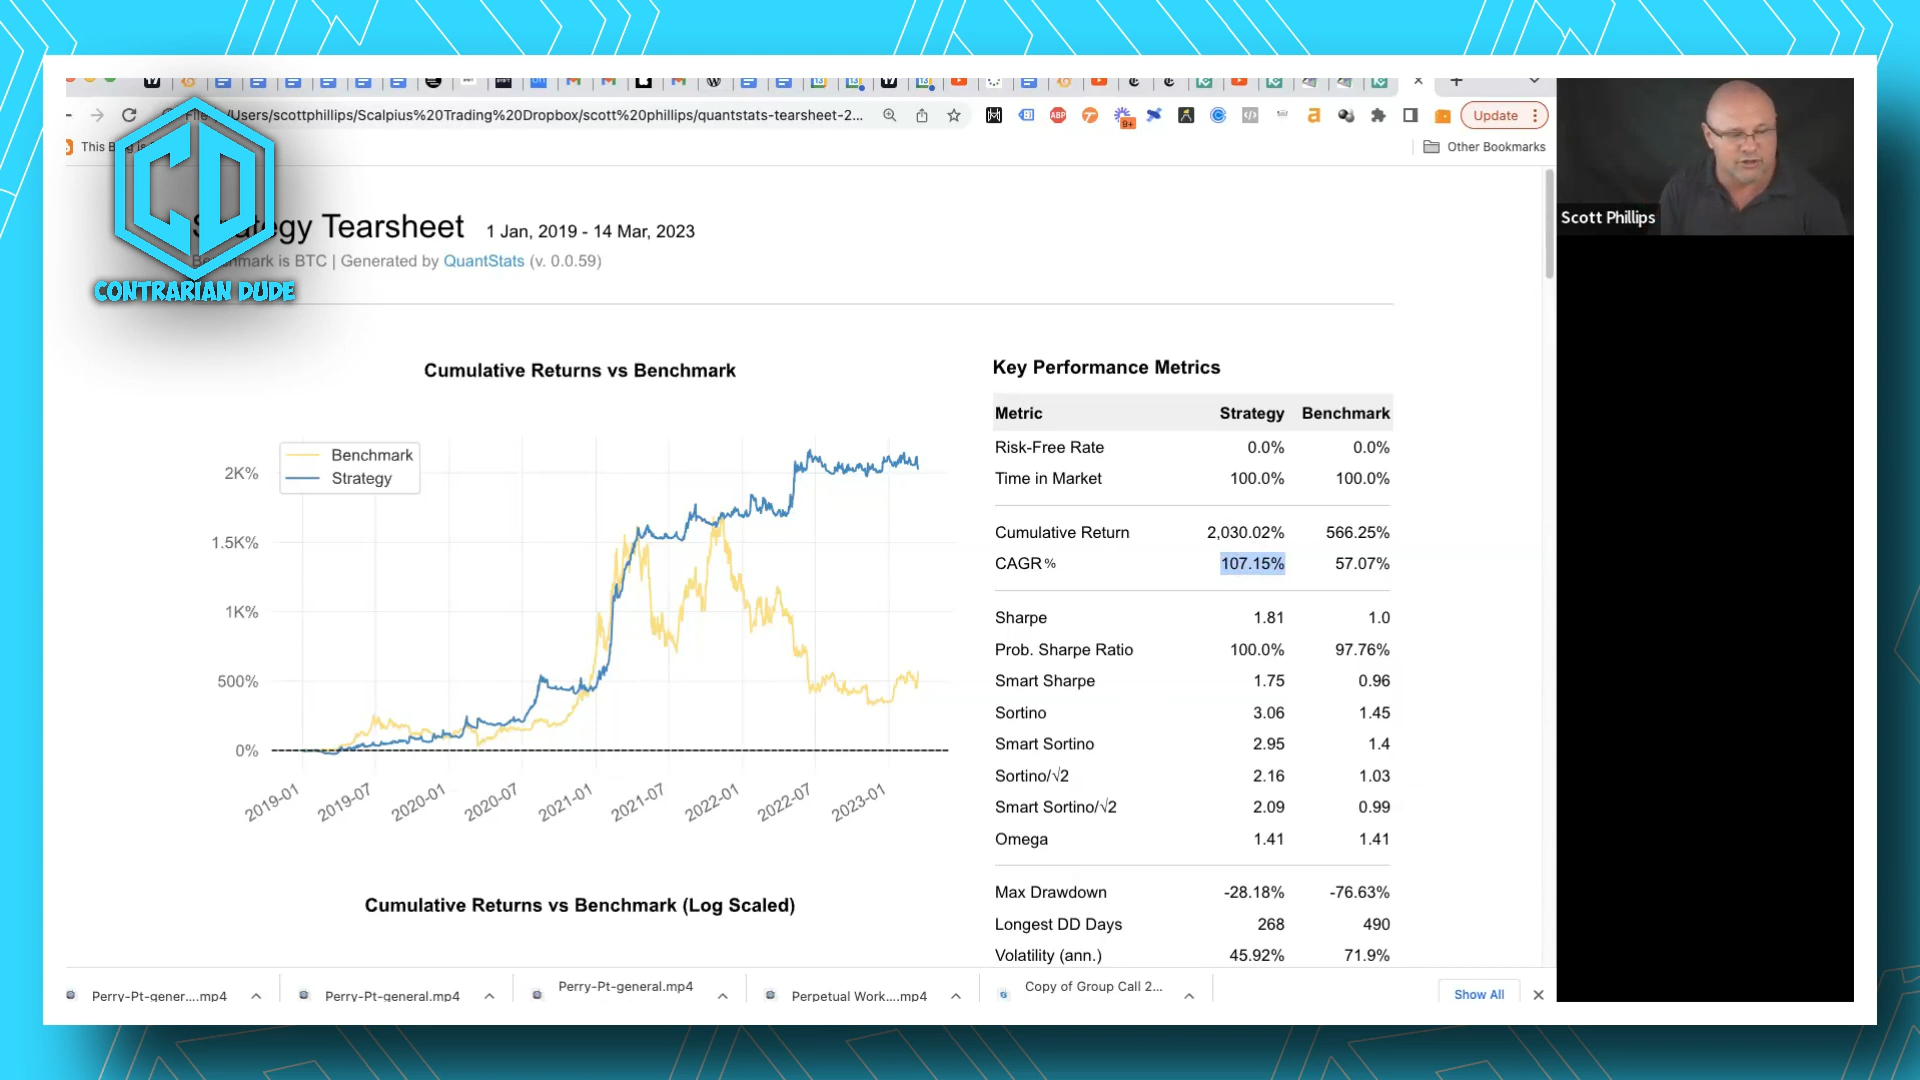 /Users/scottphillips/Scalpius%20Trading%20Dropbox/scott%20phillips/quantstats-tearsheet-2...
ABP
9+
Update
This
Other Bookmarks
CD
CONTRARIAN DUDE
Tearsheet 1 Jan, 2019 - 14 Mar, 2023
is BTC | Generated by QuantStats (v. 0.0.59)
Scott Phillips
Cumulative Returns vs Benchmark
Benchmark
Strategy
2K%
1.5K%
1K%
500%
0%
2019-01
2019-07
2020-01
2020-07
2021-01
2021-07
2022-01
2022-07
2023-01
Cumulative Returns vs Benchmark (Log Scaled)
Key Performance Metrics
Metric Strategy Benchmark
Risk-Free Rate 0.0% 0.0%
Time in Market 100.0% 100.0%
Cumulative Return 2,030.02% 566.25%
CAGR% 107.15% 57.07%
Sharpe 1.81 1.0
Prob. Sharpe Ratio 100.0% 97.76%
Smart Sharpe 1.75 0.96
Sortino 3.06 1.45
Smart Sortino 2.95 1.4
Sortino/√2 2.16 1.03
Smart Sortino/√2 2.09 0.99
Omega 1.41 1.41
Max Drawdown -28.18% -76.63%
Longest DD Days 268 490
Volatility (ann.) 45.92% 71.9%
Perry-Pt-gener....mp4
Perry-Pt-general.mp4
Perry-Pt-general.mp4
Perpetual Work....mp4
Copy of Group Call 2...
Show All